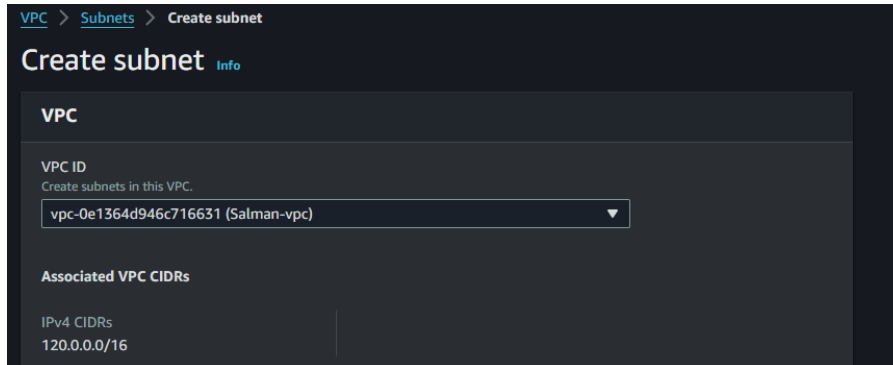 VPC > Subnets > Create subnet
Create subnet Info
VPC
VPC ID
Create subnets in this VPC.
vpc-0e1364d946c716631 (Salman-vpc)
Associated VPC CIDRs
IPv4 CIDRs
120.0.0.0/16